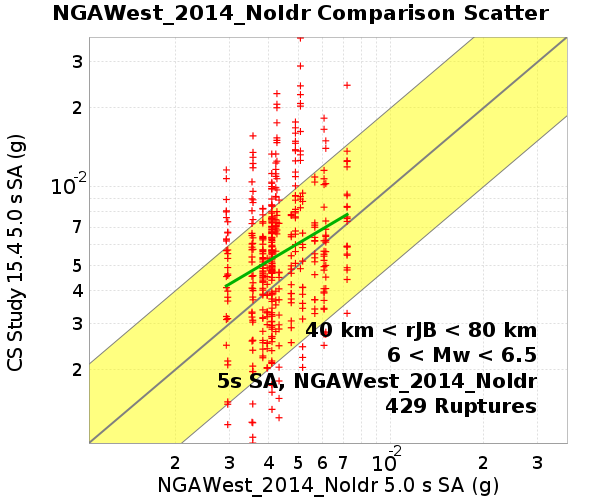 NGAWest_2014_NoIdr Comparison Scatter
CS Study 15.4 5.0 s SA (g)
3
2
10⁻²
7
5
4
3
2
40 km < rJB < 80 km
6 < Mw < 6.5
5s SA, NGAWest_2014_NoIdr
429 Ruptures
2 3 4 5 6 7 10⁻² 2 3
NGAWest_2014_NoIdr 5.0 s SA (g)